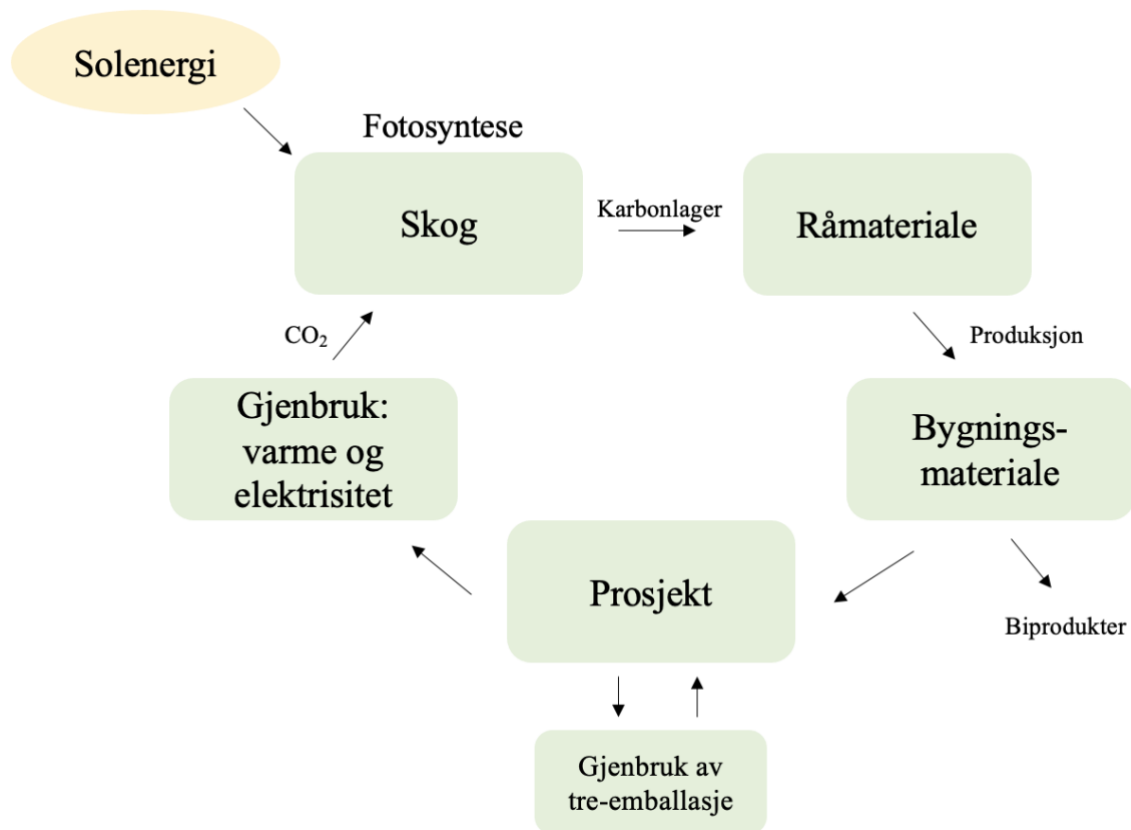 Solenergi
Fotosyntese
Skog
Karbonlager
Råmateriale
CO₂
Produksjon
Gjenbruk:
varme og
elektrisitet
Bygnings-
materiale
Prosjekt
Biprodukter
Gjenbruk av
tre-emballasje